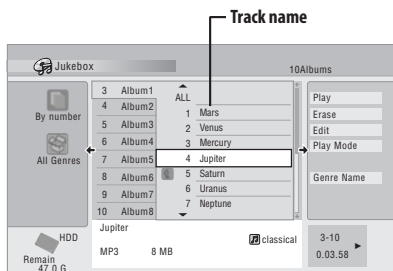 Track name
Jukebox
10Albums
By number
All Genres
3 Album1
4 Album2
5 Album3
6 Album4
7 Album5
8 Album6
9 Album7
10 Album8
ALL
1 Mars
2 Venus
3 Mercury
4 Jupiter
5 Saturn
6 Uranus
7 Neptune
Play
Erase
Edit
Play Mode
Genre Name
HDD
Remain
47.0 G
Jupiter
MP3 8 MB
classical
3-10
0.03.58